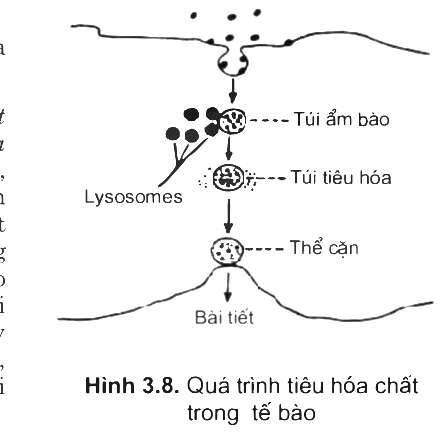 a
t
a
,
n
t
g
o
i
y
,
i
Túi ẩm bào
Túi tiêu hóa
Lysosomes
Thể cặn
Bài tiết
Hình 3.8. Quá trình tiêu hóa chất
trong tế bào